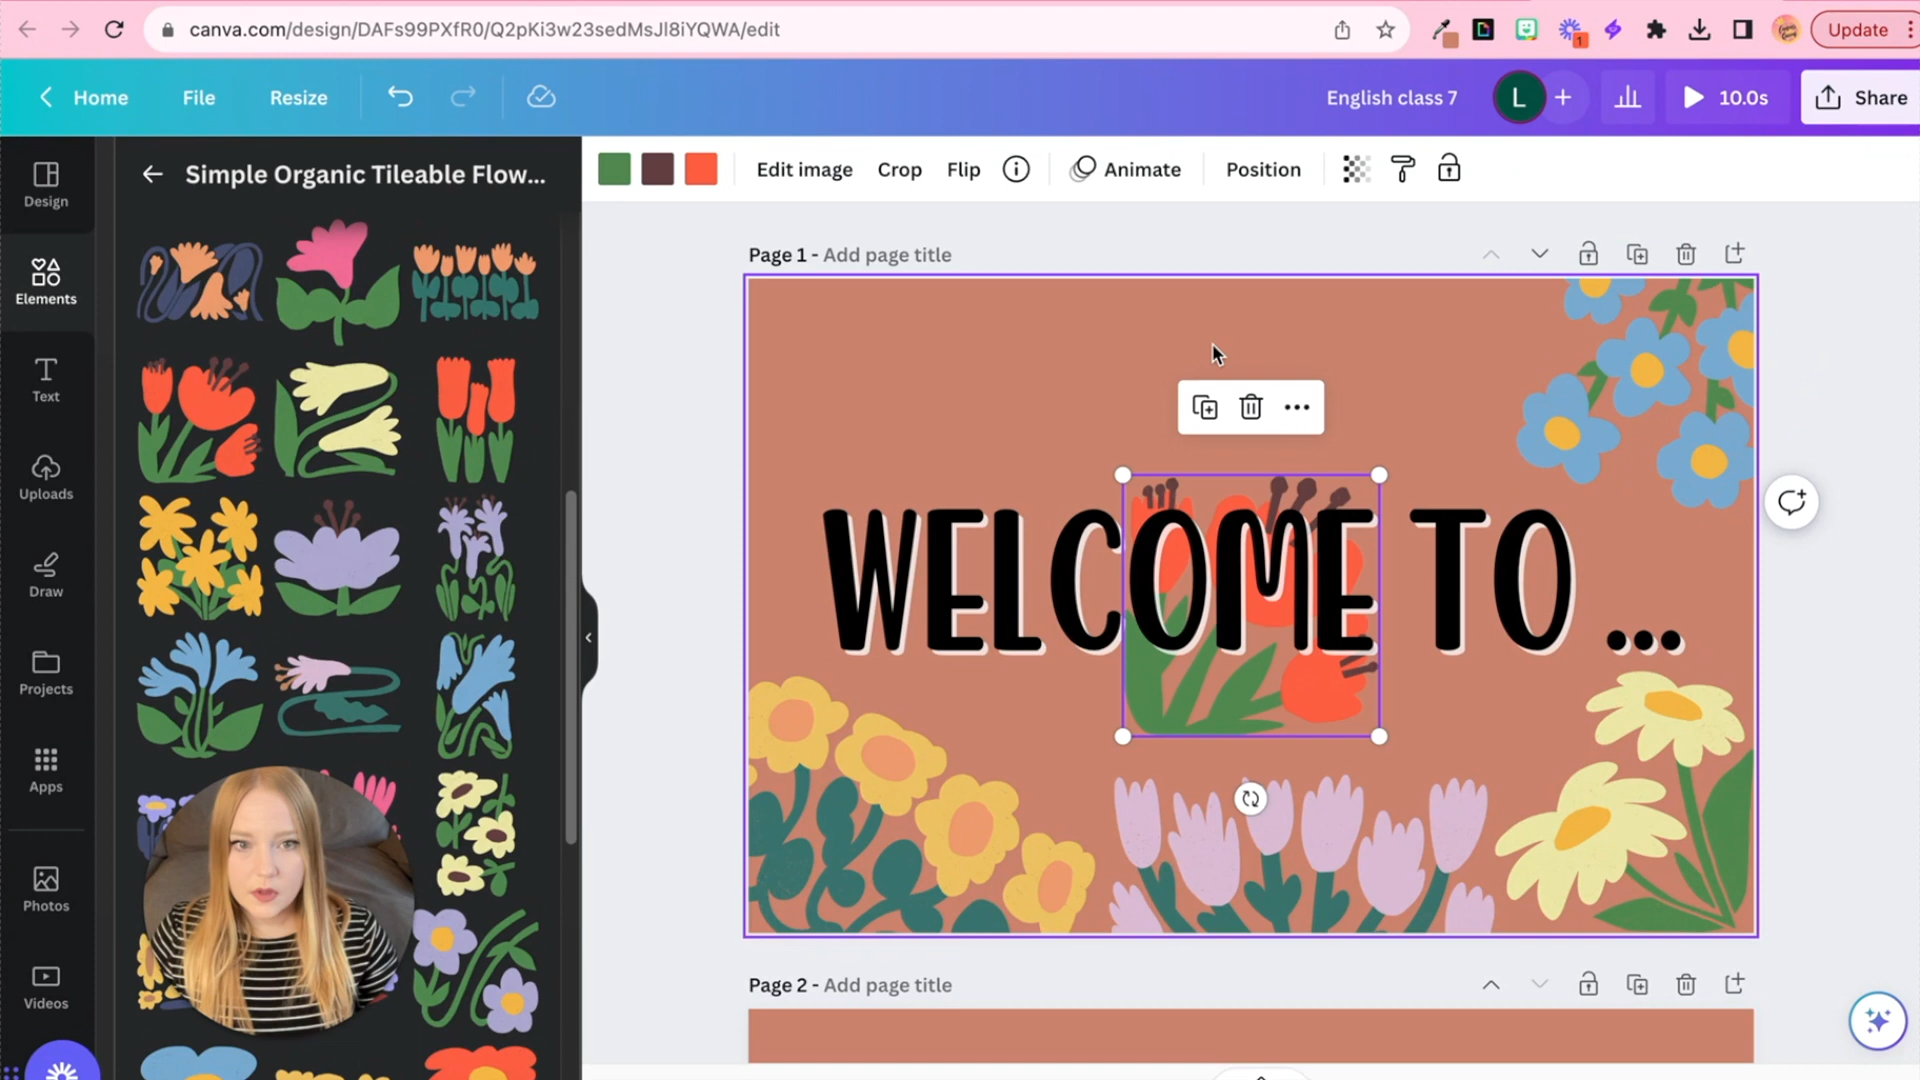 canva.com/design/DAFs99PXfR0/Q2pKi3w23sedMsJl8iYQWA/edit
1
Update
Home
File
Resize
English class 7
L
10.0s
Share
Design
Elements
Text
Uploads
Draw
Projects
Apps
Photos
Videos
Simple Organic Tileable Flow...
Edit image
Crop
Flip
Animate
Position
Page 1 - Add page title
WELCOME TO ...
Page 2 - Add page title